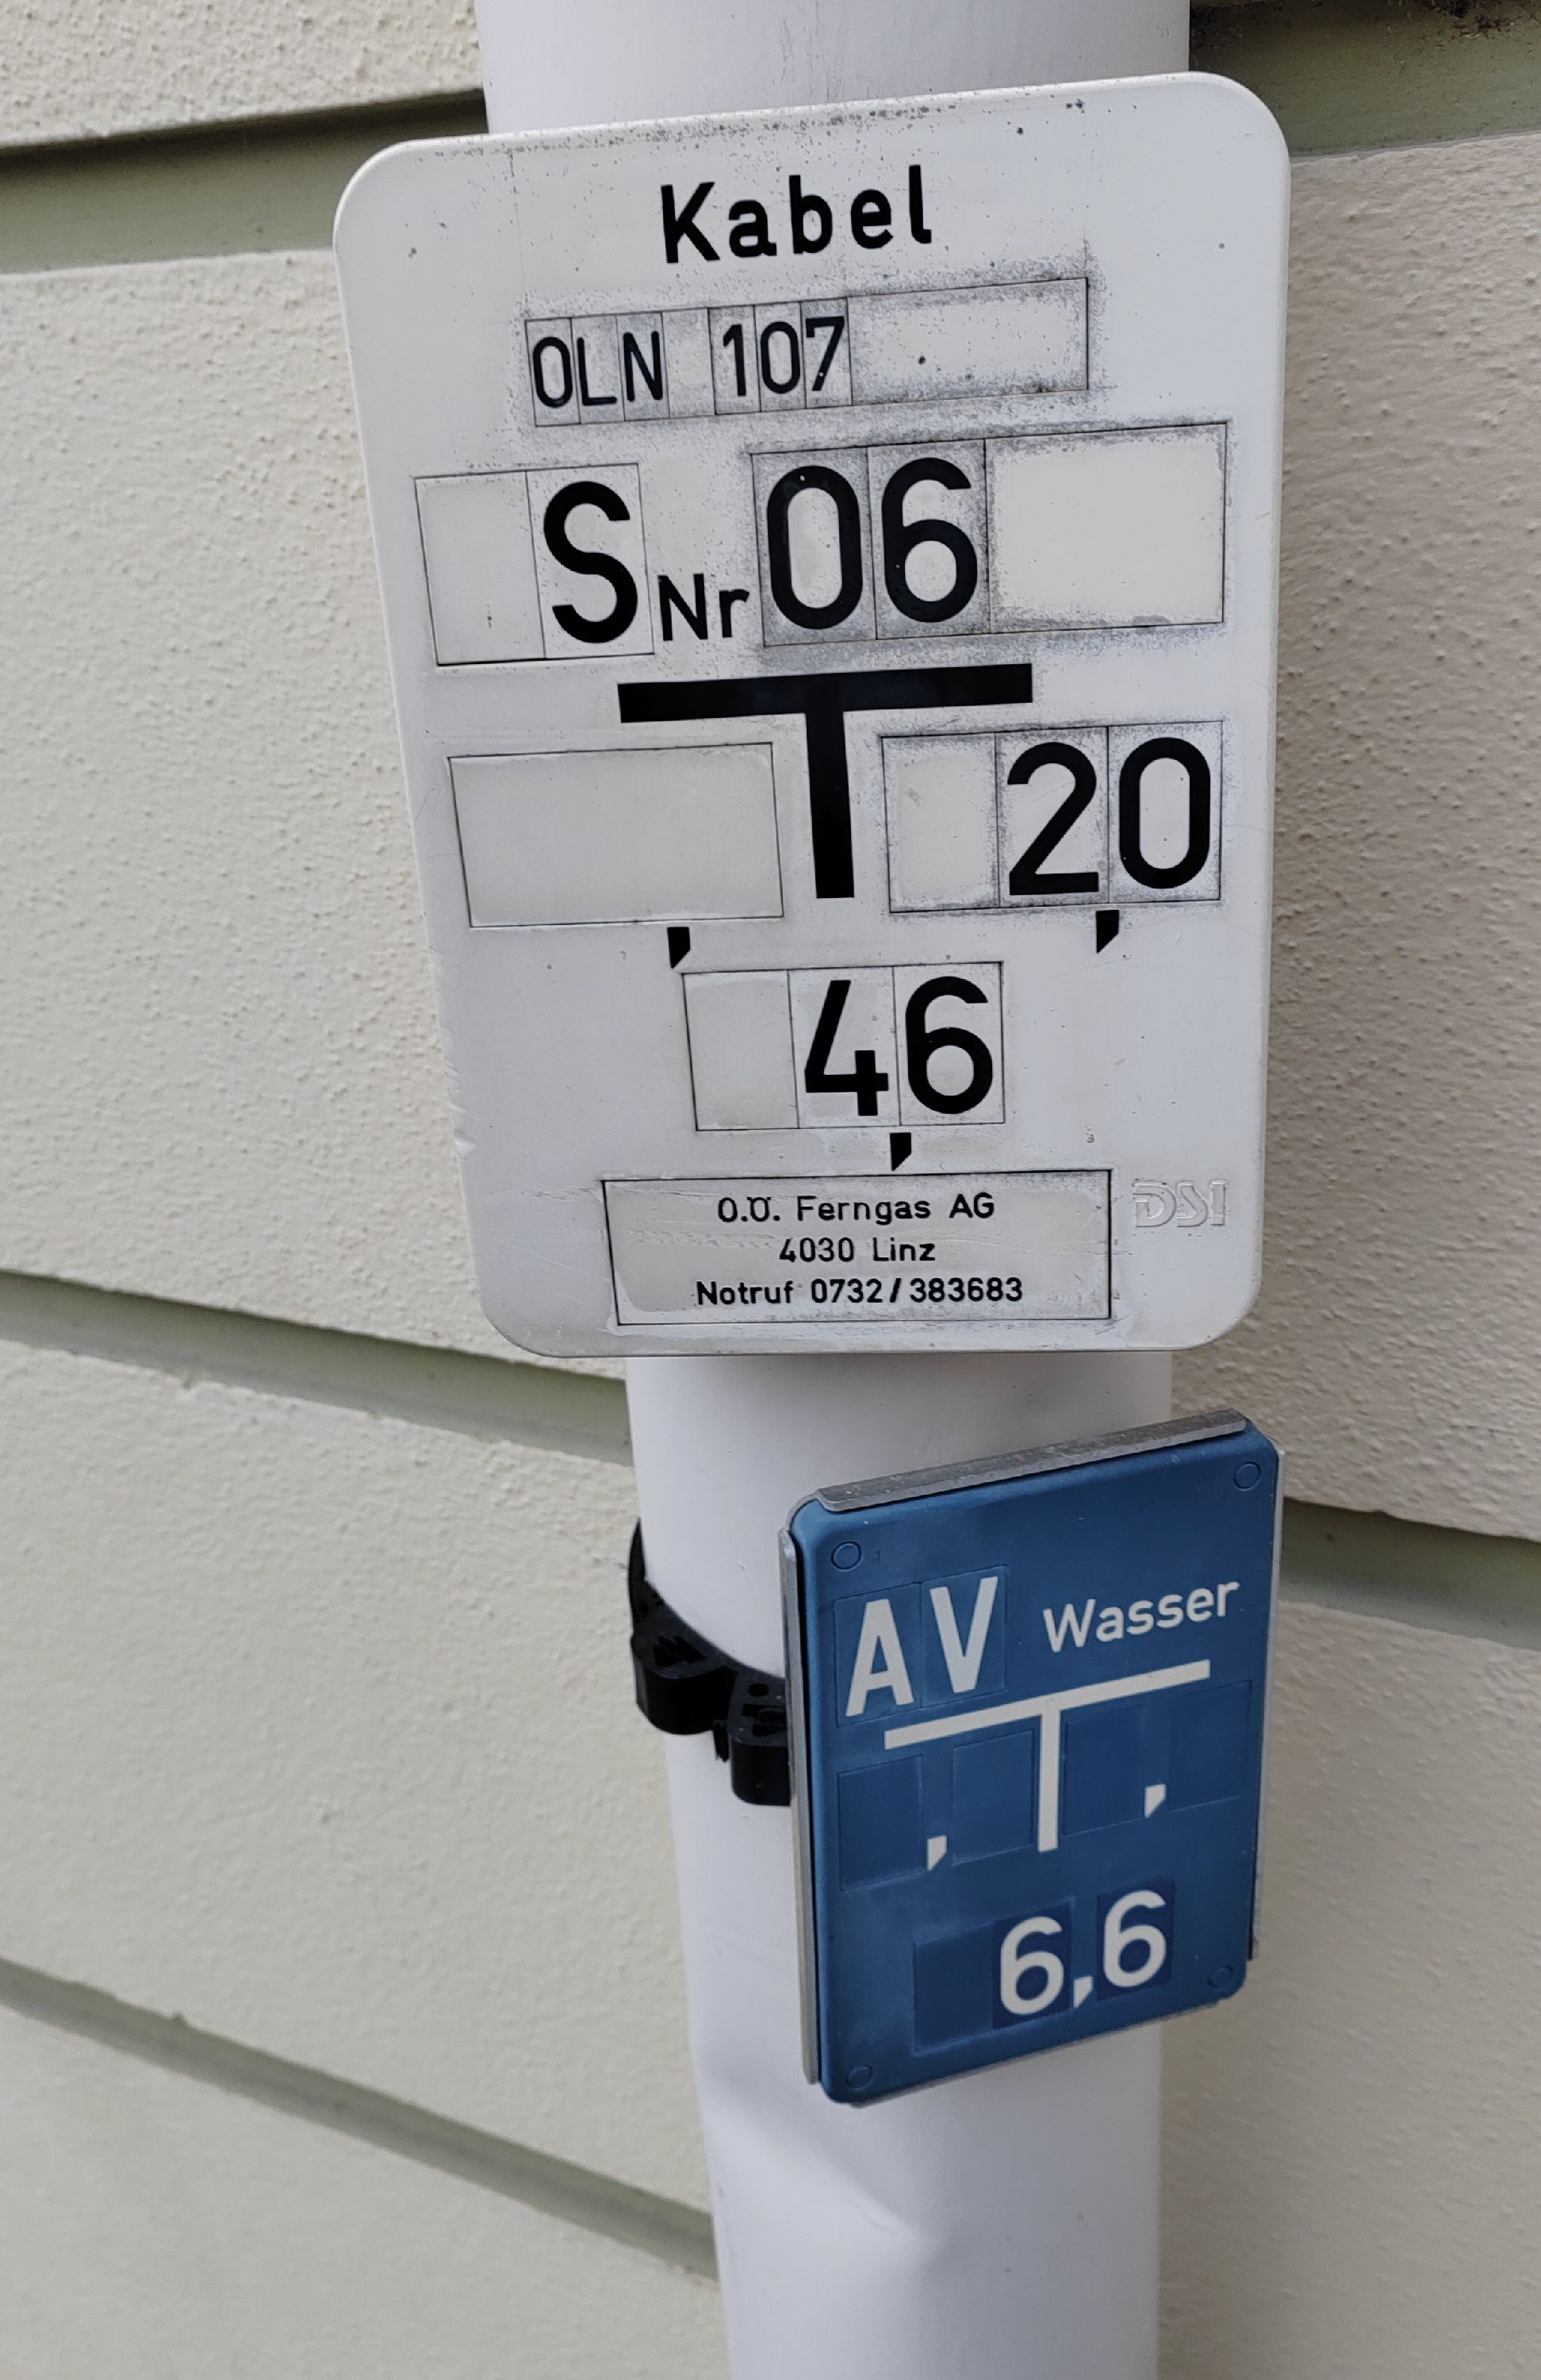 Kabel
OLN 107
S Nr 06
2,0
,
4,6
O.Ö. Ferngas AG
4030 Linz
Notruf 0732/383683
DSI
AV Wasser
, ,
6,6